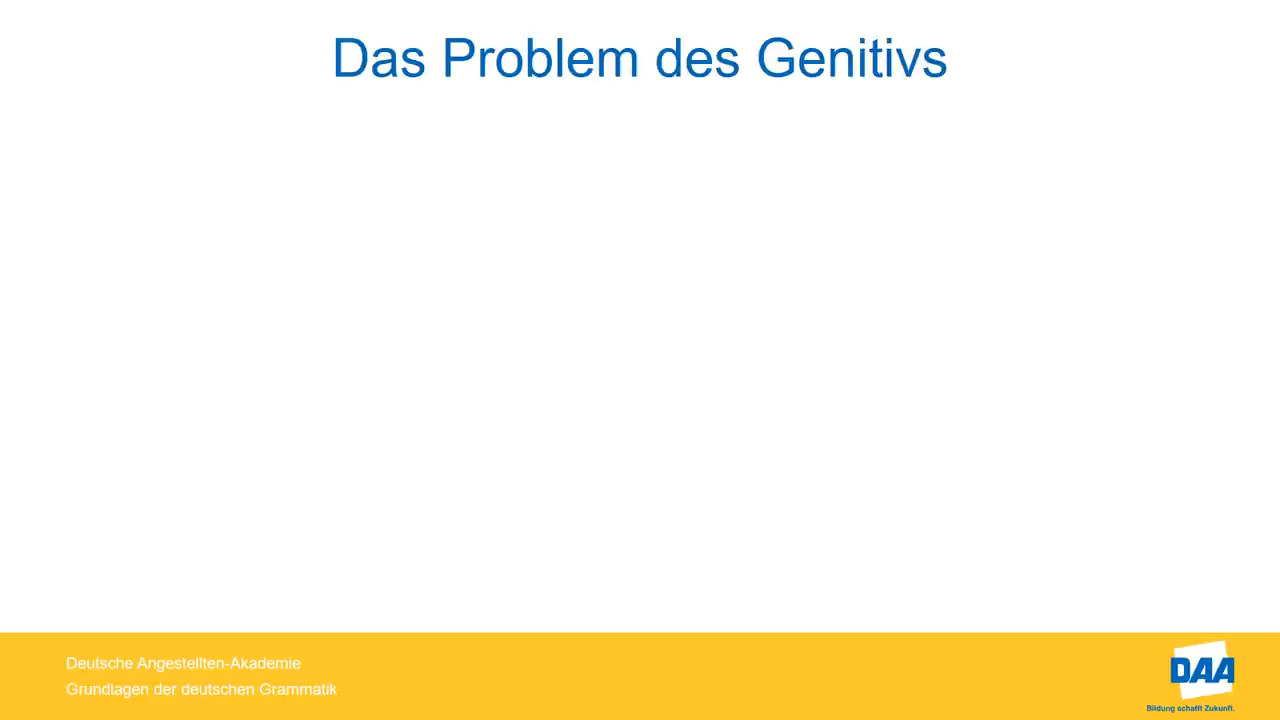 Das Problem des Genitivs
Deutsche Angestellten-Akademie
Grundlagen der deutschen Grammatik
DAA
Bildung schafft Zukunft.